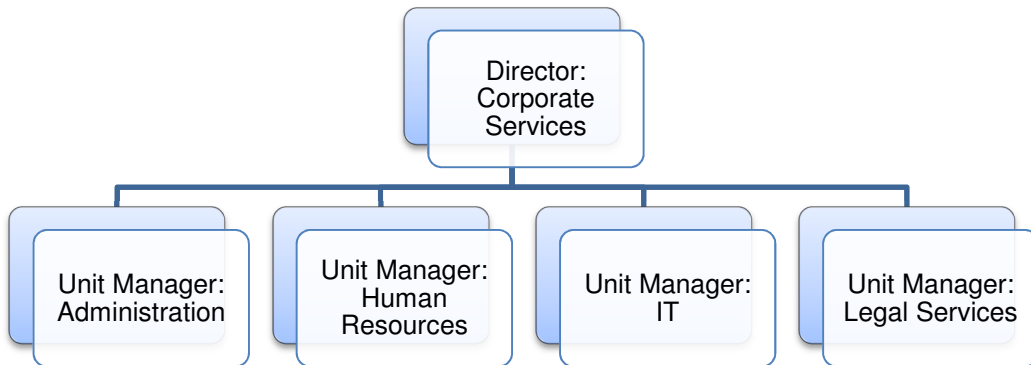 Director:
Corporate
Services
Unit Manager:
Administration
Unit Manager:
Human
Resources
Unit Manager:
IT
Unit Manager:
Legal Services